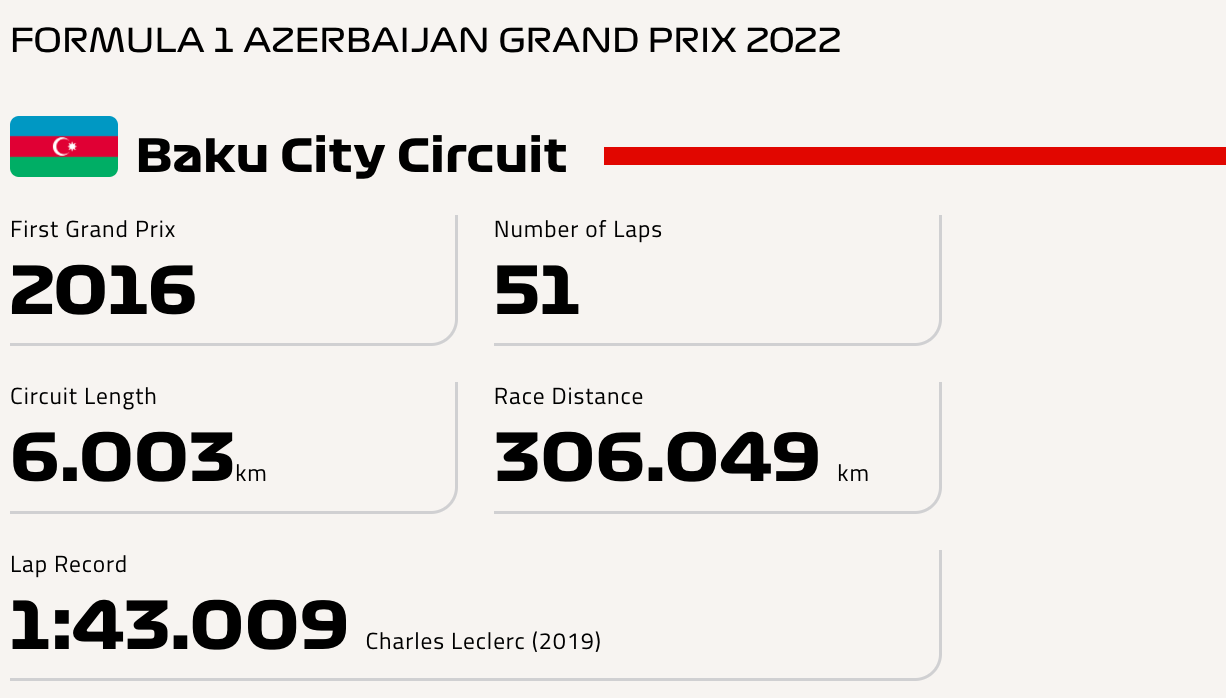 FORMULA 1 AZERBAIJAN GRAND PRIX 2022
Baku City Circuit
First Grand Prix
2016
Number of Laps
51
Circuit Length
6.003km
Race Distance
306.049 km
Lap Record
1:43.009 Charles Leclerc (2019)